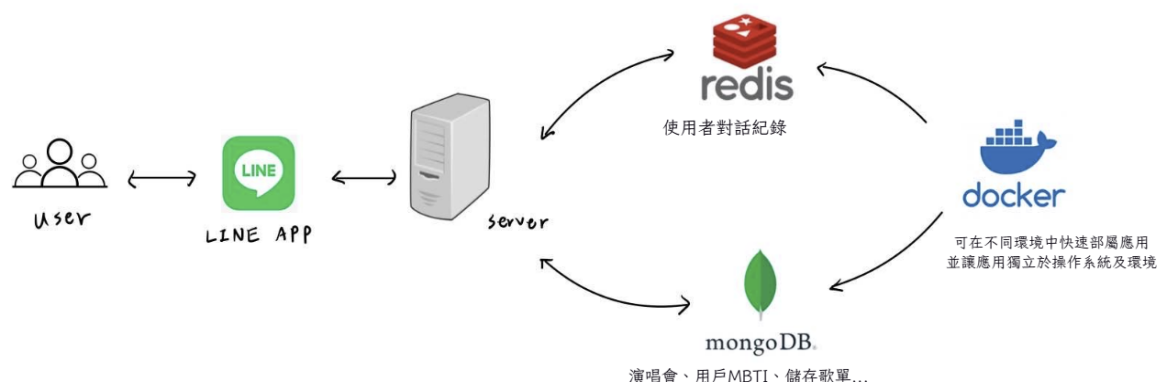 user
LINE
LINE APP
server
redis
使用者對話紀錄
docker
可在不同環境中快速部屬應用
並讓應用獨立於操作系統及環境
mongoDB.
演唱會、用戶MBTI、儲存歌單...